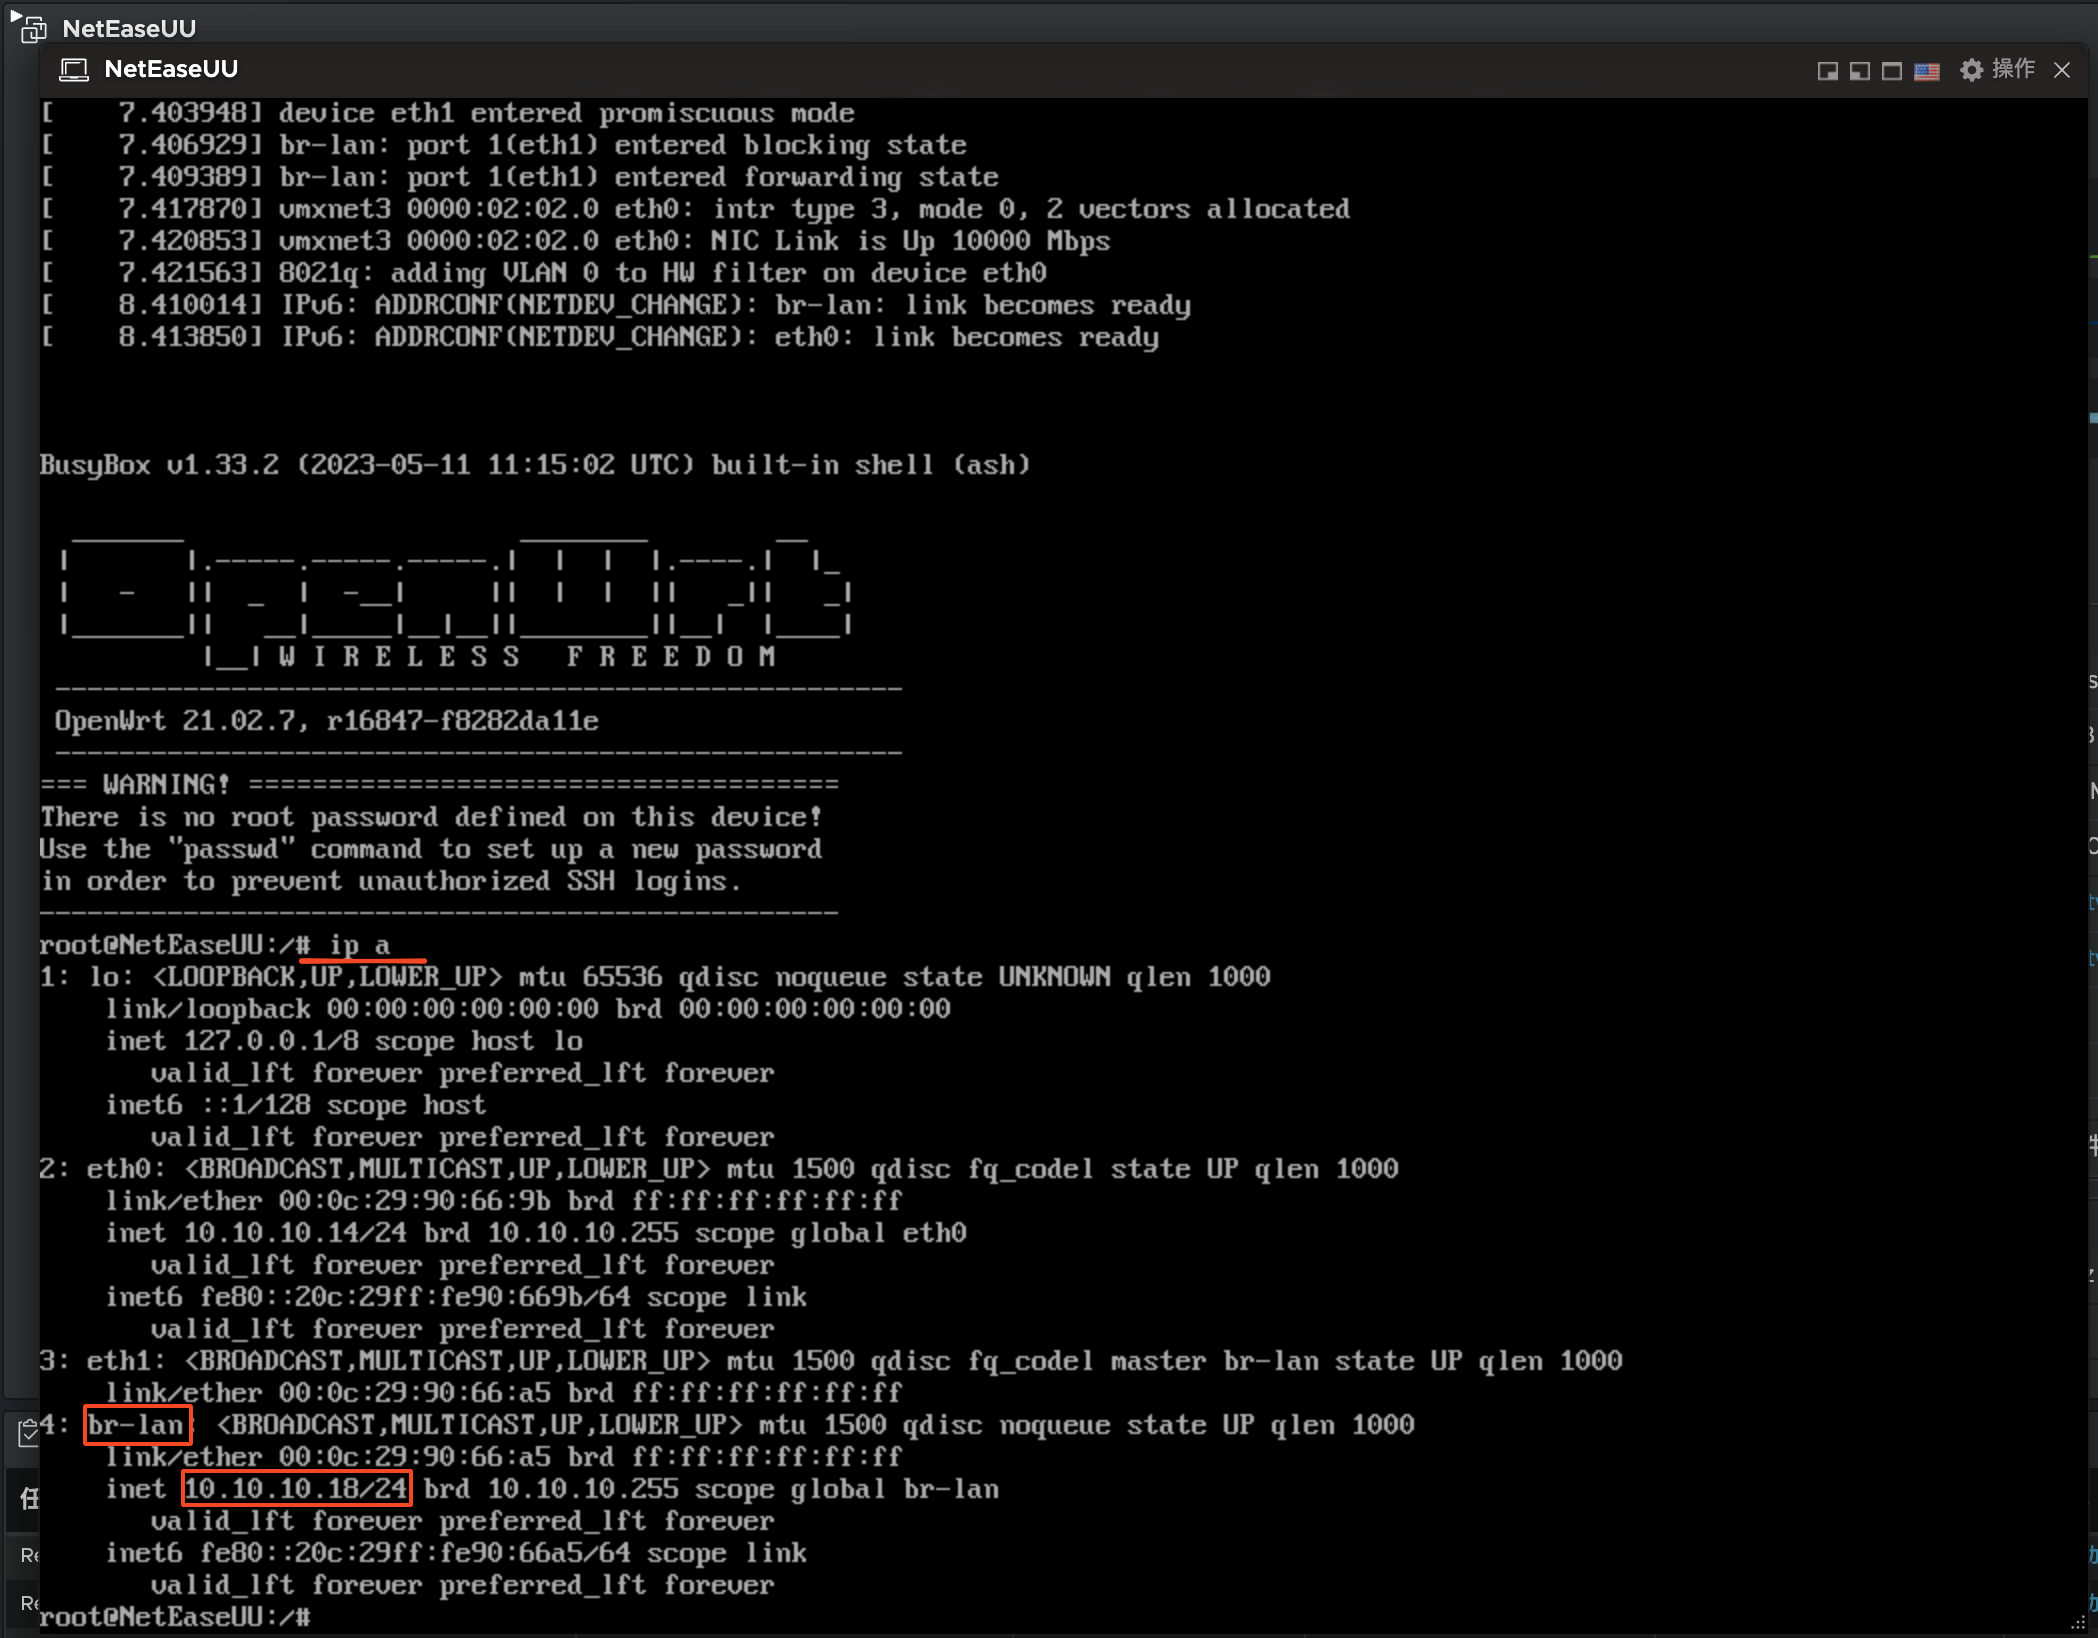 NetEaseUU
NetEaseUU
操作
[    7.403948] device eth1 entered promiscuous mode
[    7.406929] br-lan: port 1(eth1) entered blocking state
[    7.409389] br-lan: port 1(eth1) entered forwarding state
[    7.417870] vmxnet3 0000:02:02.0 eth0: intr type 3, mode 0, 2 vectors allocated
[    7.420853] vmxnet3 0000:02:02.0 eth0: NIC Link is Up 10000 Mbps
[    7.421563] 8021q: adding VLAN 0 to HW filter on device eth0
[    8.410014] IPv6: ADDRCONF(NETDEV_CHANGE): br-lan: link becomes ready
[    8.413850] IPv6: ADDRCONF(NETDEV_CHANGE): eth0: link becomes ready
BusyBox v1.33.2 (2023-05-11 11:15:02 UTC) built-in shell (ash)
OpenWrt
W I R E L E S S   F R E E D O M
-----------------------------------------------------
OpenWrt 21.02.7, r16847-f8282da11e
-----------------------------------------------------
=== WARNING! =====================================
There is no root password defined on this device!
Use the "passwd" command to set up a new password
in order to prevent unauthorized SSH logins.
--------------------------------------------------
root@NetEaseUU:/# ip a
1: lo: <LOOPBACK,UP,LOWER_UP> mtu 65536 qdisc noqueue state UNKNOWN qlen 1000
    link/loopback 00:00:00:00:00:00 brd 00:00:00:00:00:00
    inet 127.0.0.1/8 scope host lo
       valid_lft forever preferred_lft forever
    inet6 ::1/128 scope host
       valid_lft forever preferred_lft forever
2: eth0: <BROADCAST,MULTICAST,UP,LOWER_UP> mtu 1500 qdisc fq_codel state UP qlen 1000
    link/ether 00:0c:29:90:66:9b brd ff:ff:ff:ff:ff:ff
    inet 10.10.10.14/24 brd 10.10.10.255 scope global eth0
       valid_lft forever preferred_lft forever
    inet6 fe80::20c:29ff:fe90:669b/64 scope link
       valid_lft forever preferred_lft forever
3: eth1: <BROADCAST,MULTICAST,UP,LOWER_UP> mtu 1500 qdisc fq_codel master br-lan state UP qlen 1000
    link/ether 00:0c:29:90:66:a5 brd ff:ff:ff:ff:ff:ff
4: br-lan: <BROADCAST,MULTICAST,UP,LOWER_UP> mtu 1500 qdisc noqueue state UP qlen 1000
    link/ether 00:0c:29:90:66:a5 brd ff:ff:ff:ff:ff:ff
    inet 10.10.10.18/24 brd 10.10.10.255 scope global br-lan
       valid_lft forever preferred_lft forever
    inet6 fe80::20c:29ff:fe90:66a5/64 scope link
       valid_lft forever preferred_lft forever
root@NetEaseUU:/#